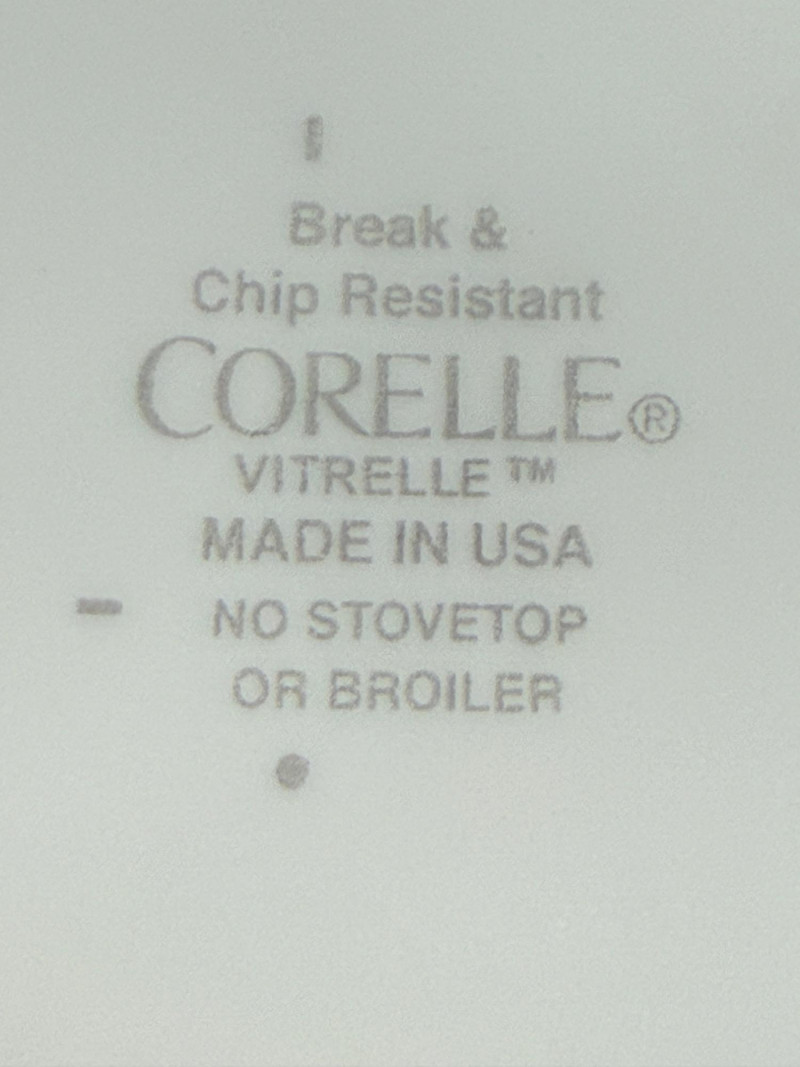 Break &
Chip Resistant
CORELLE®
VITRELLE™
MADE IN USA
NO STOVETOP
OR BROILER